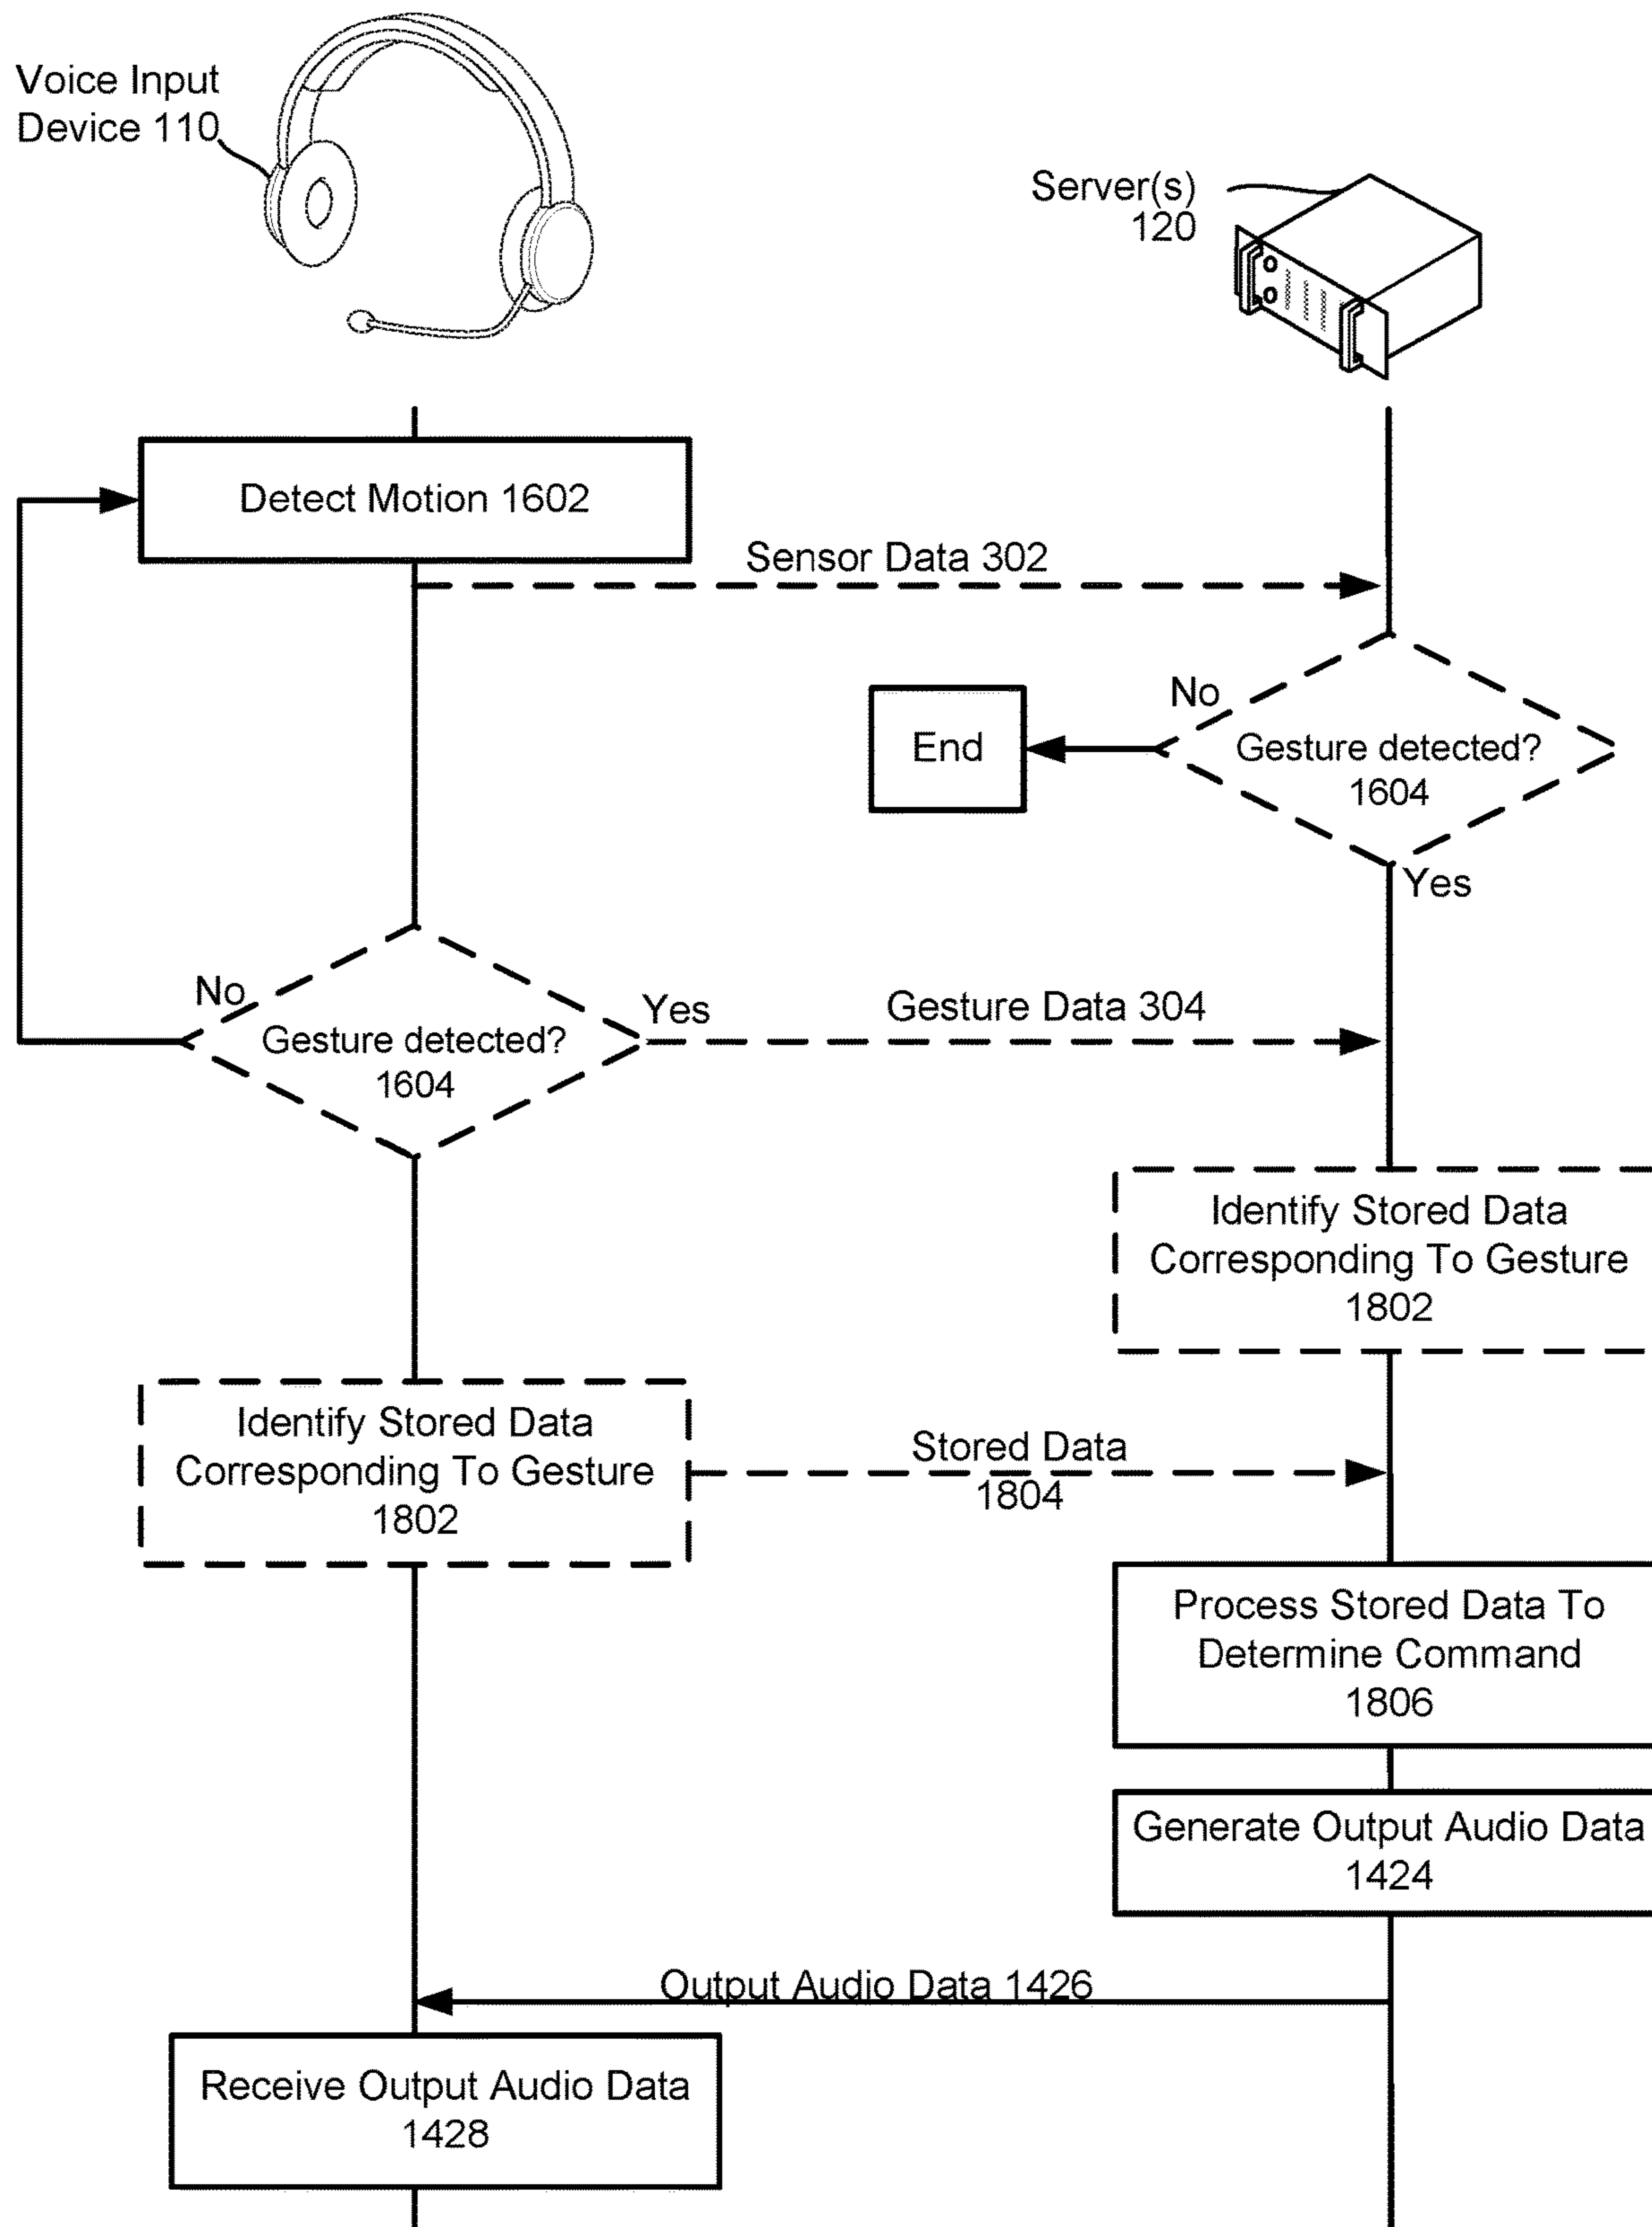 Voice Input
Device 110
Server(s)
120
Detect Motion 1602
Sensor Data 302
No
End
Gesture detected?
1604
Yes
No
Yes
Gesture Data 304
Gesture detected?
1604
Identify Stored Data
Corresponding To Gesture
1802
Identify Stored Data
Corresponding To Gesture
1802
Stored Data
1804
Process Stored Data To
Determine Command
1806
Generate Output Audio Data
1424
Output Audio Data 1426
Receive Output Audio Data
1428